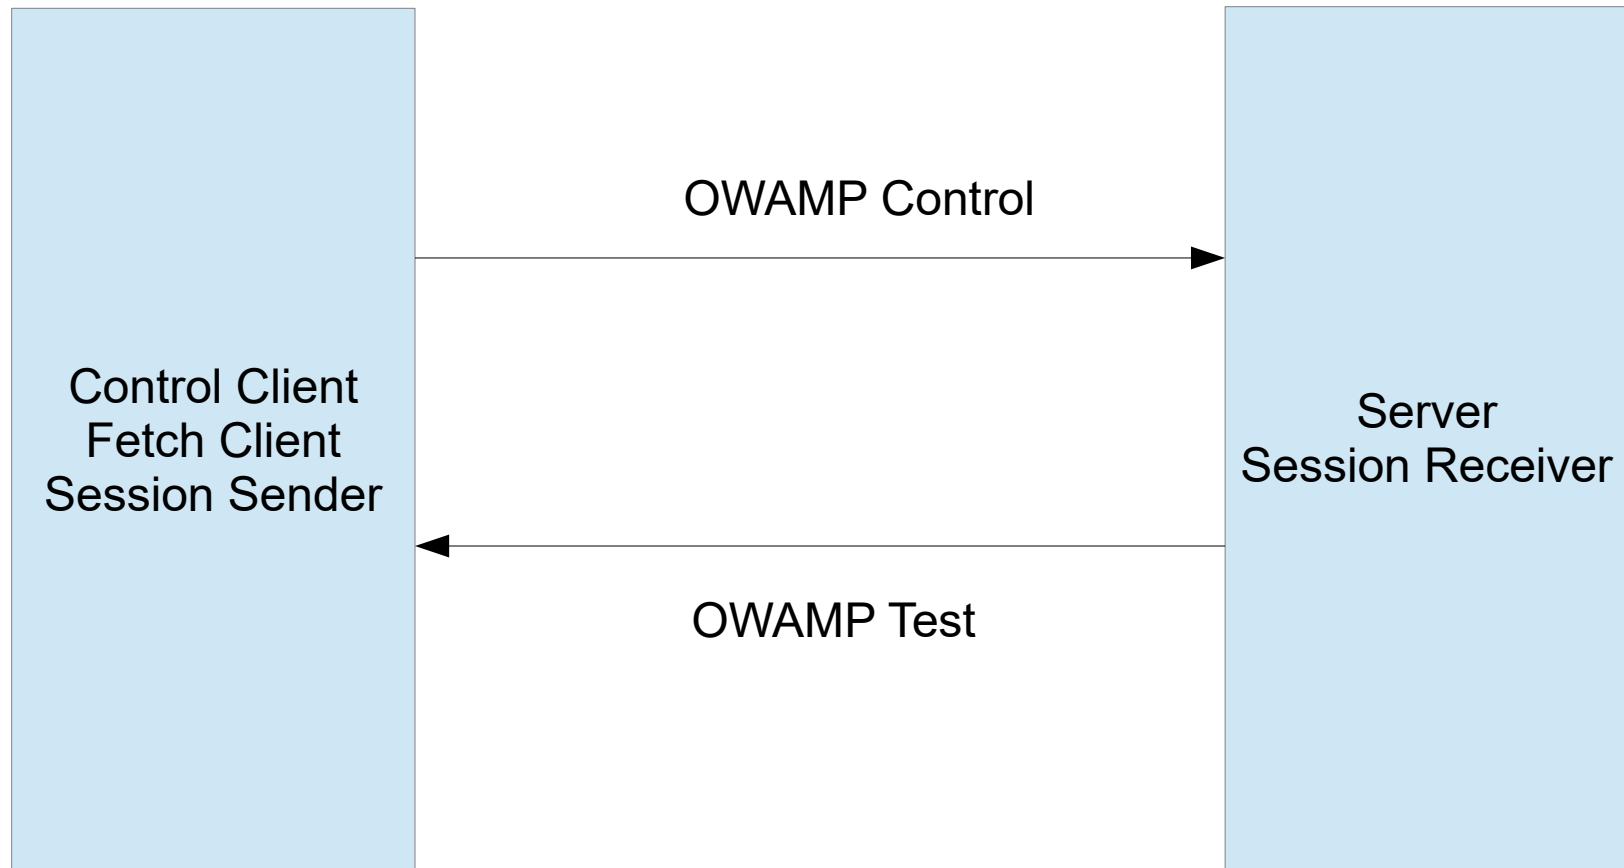 OWAMP Control
Control Client
Fetch Client
Session Sender
Server
Session Receiver
OWAMP Test